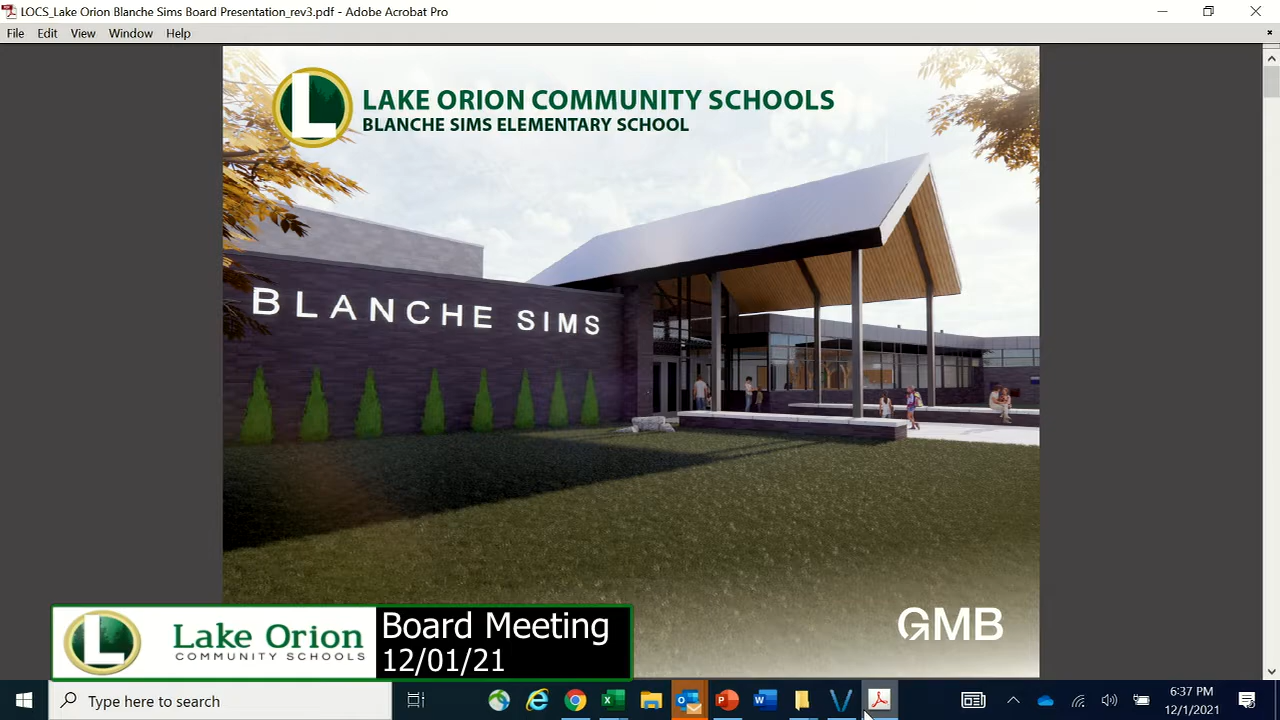 LOCS_Lake Orion Blanche Sims Board Presentation_rev3.pdf - Adobe Acrobat Pro
File Edit View Window Help
L
LAKE ORION COMMUNITY SCHOOLS
BLANCHE SIMS ELEMENTARY SCHOOL
BLANCHE SIMS
GMB
L
Lake Orion
COMMUNITY SCHOOLS
Board Meeting
12/01/21
Type here to search
6:37 PM
12/1/2021